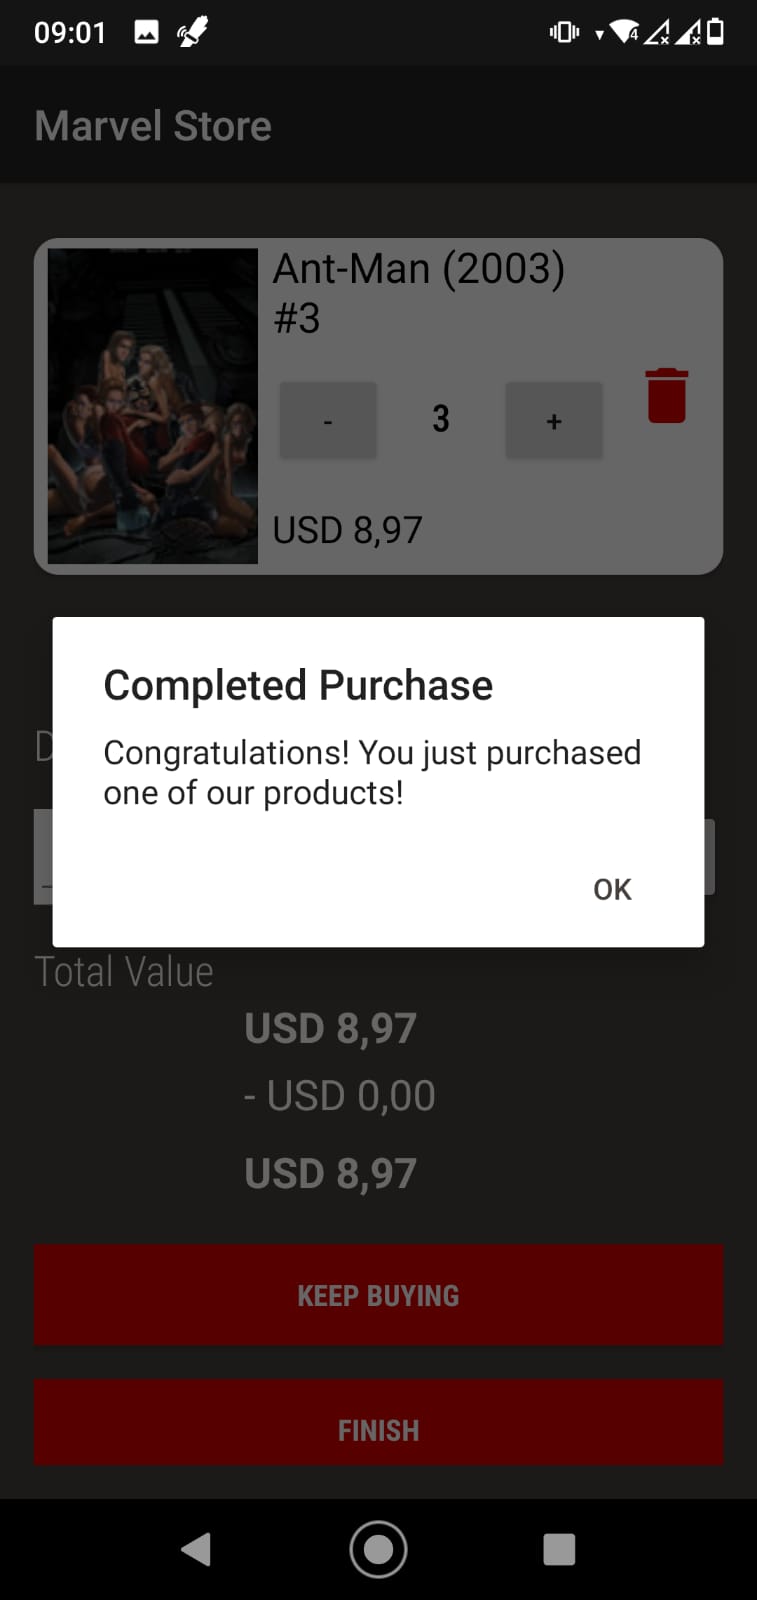 09:01
4
Marvel Store
Ant-Man (2003)
#3
-
3
+
USD 8,97
Completed Purchase
Congratulations! You just purchased
one of our products!
OK
Total Value
USD 8,97
- USD 0,00
USD 8,97
KEEP BUYING
FINISH